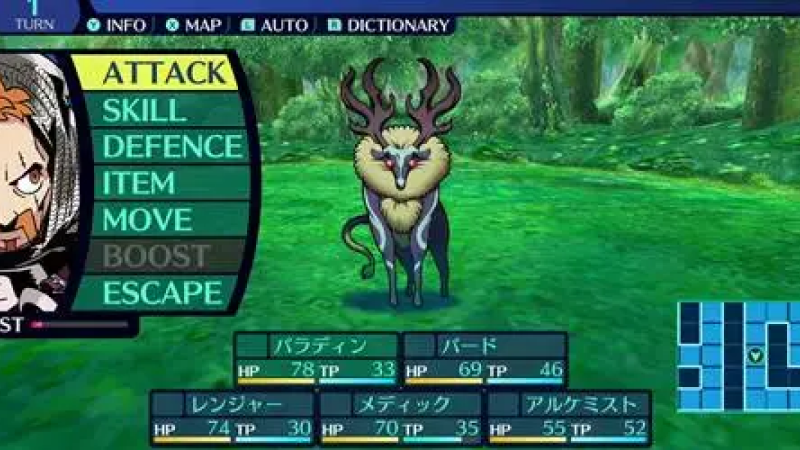 1
TURN
Y INFO X MAP L AUTO R DICTIONARY
ATTACK
SKILL
DEFENCE
ITEM
MOVE
BOOST
ESCAPE
パラディン
HP 78 TP 33
バード
HP 69 TP 46
レンジャー
HP 74 TP 30
メディック
HP 70 TP 35
アルケミスト
HP 55 TP 52